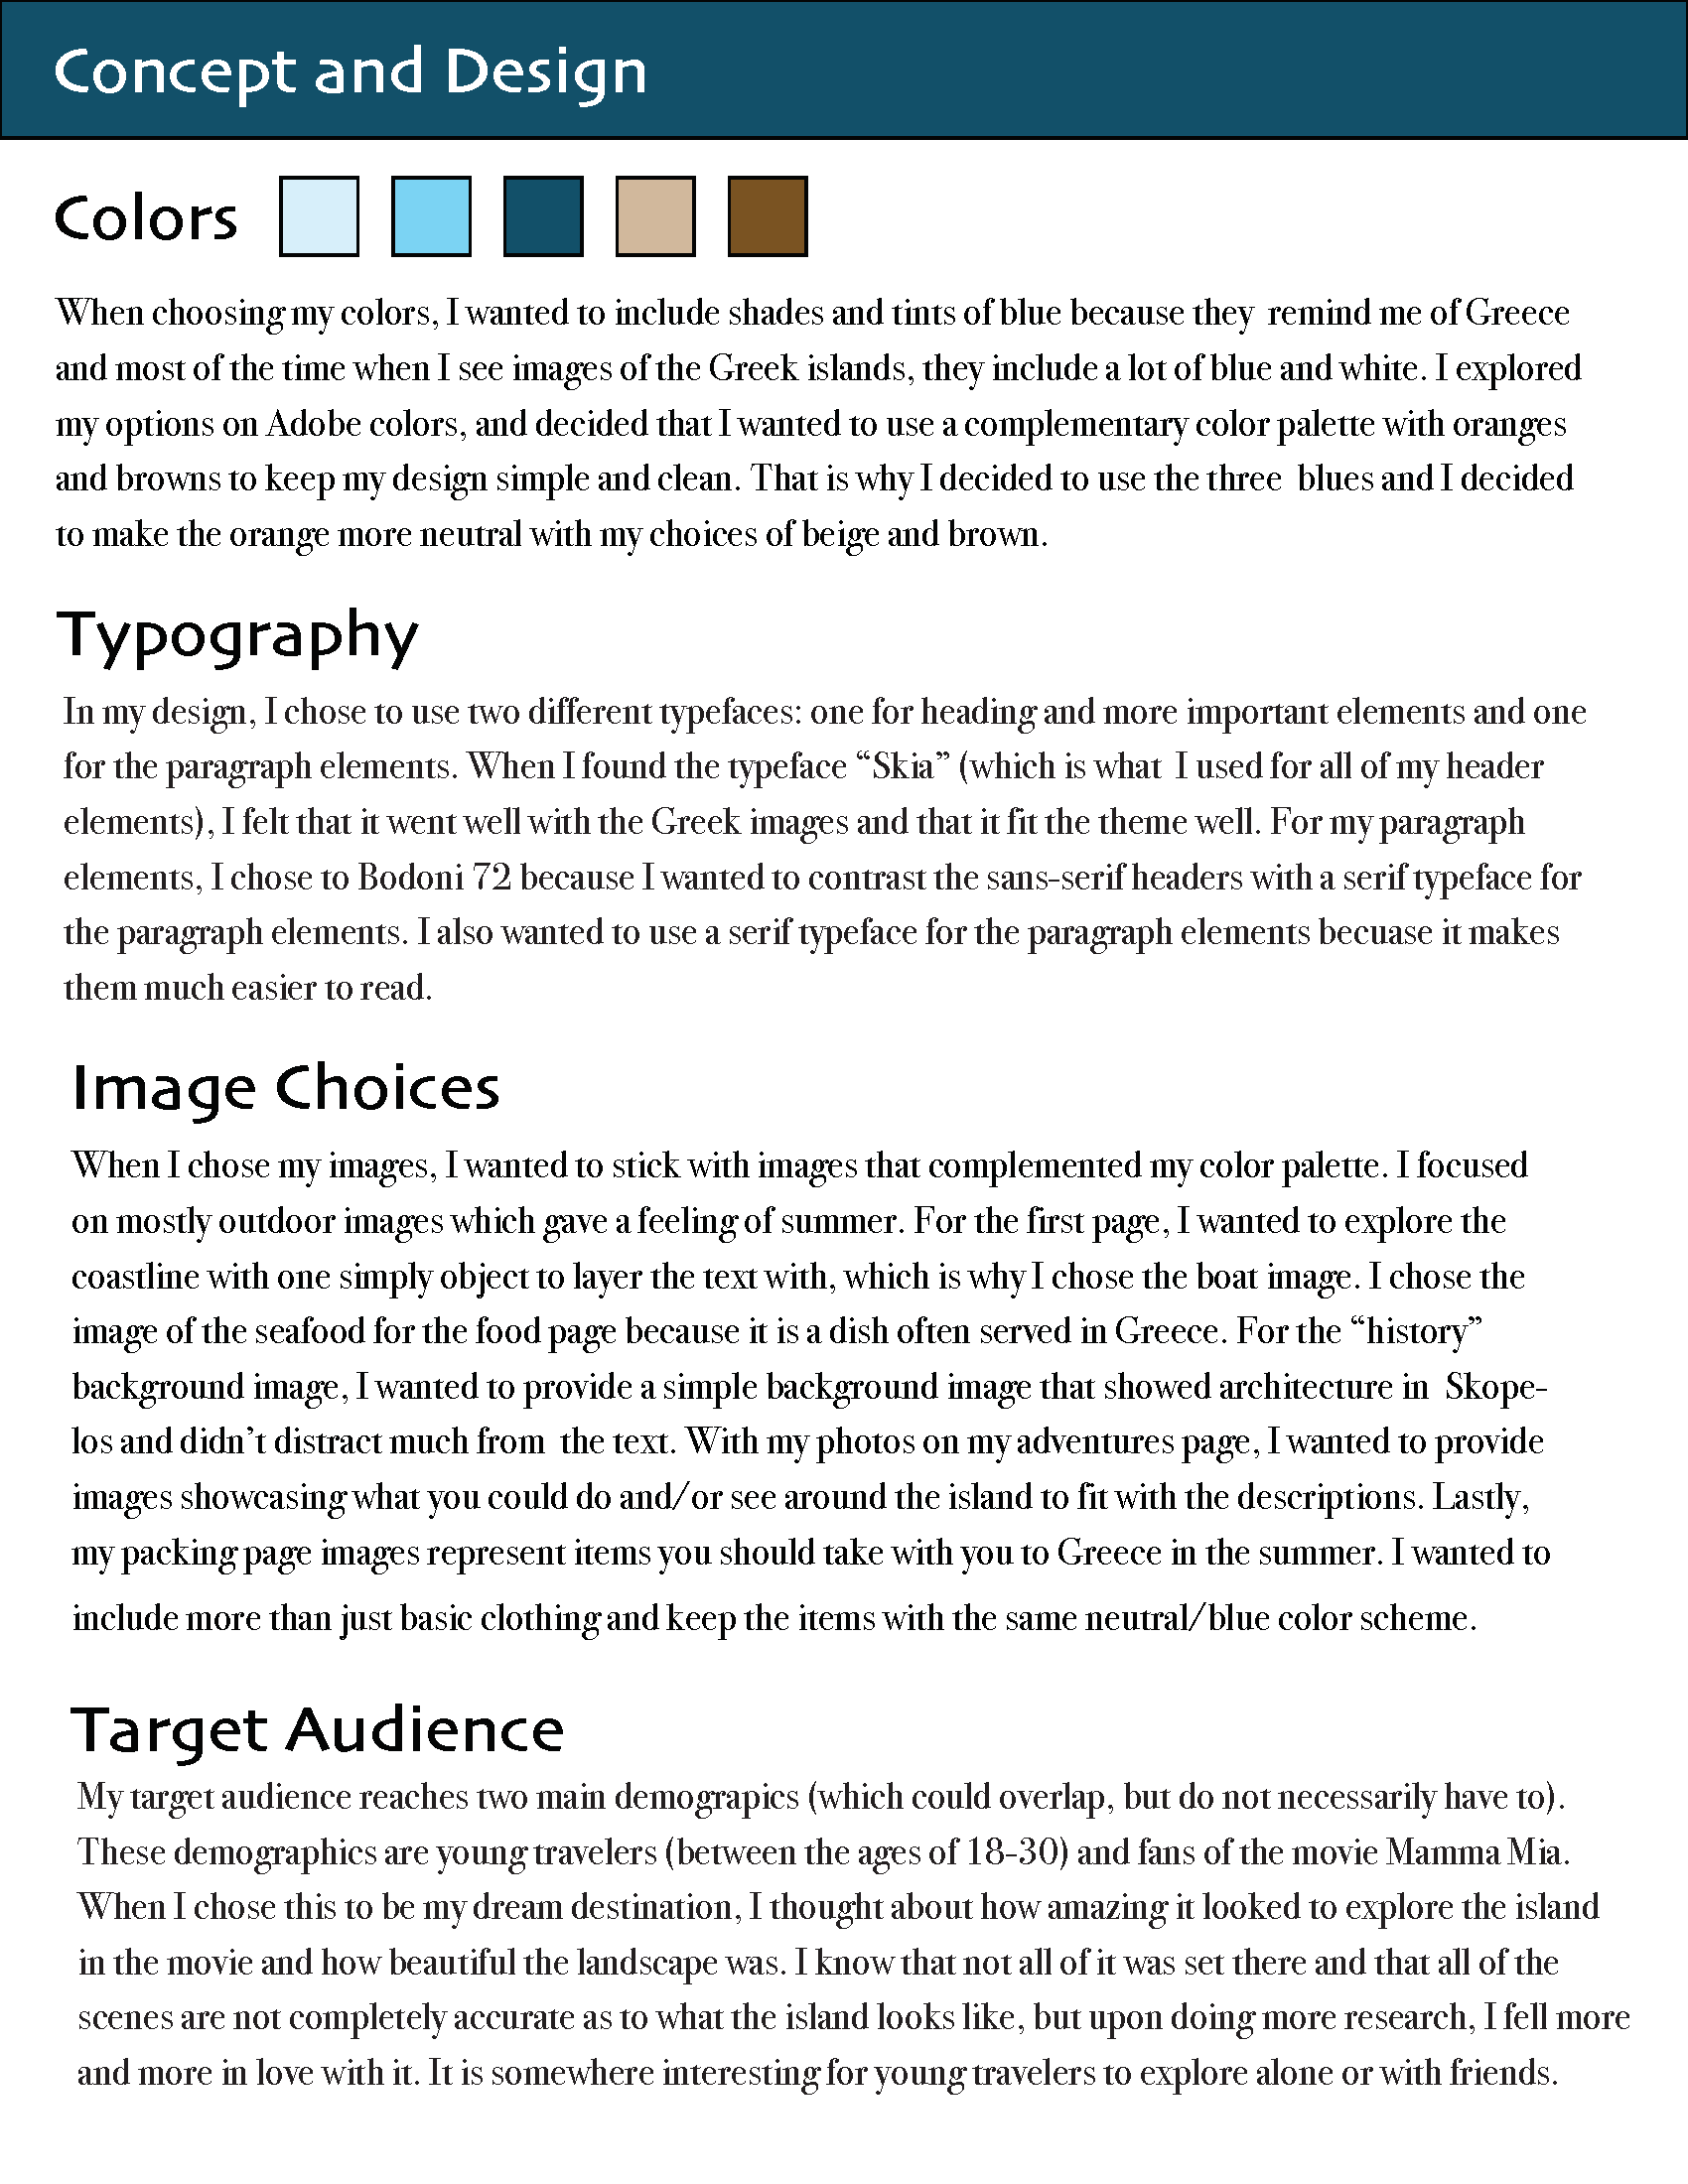 Concept and Design
Colors
When choosing my colors, I wanted to include shades and tints of blue because they  remind me of Greece
and most of the time when I see images of the Greek islands, they include a lot of blue and white. I explored
my options on Adobe colors, and decided that I wanted to use a complementary color palette with oranges
and browns to keep my design simple and clean. That is why I decided to use the three  blues and I decided
to make the orange more neutral with my choices of beige and brown.
Typography
In my design, I chose to use two different typefaces: one for heading and more important elements and one
for the paragraph elements. When I found the typeface “Skia” (which is what  I used for all of my header
elements), I felt that it went well with the Greek images and that it fit the theme well. For my paragraph
elements, I chose to Bodoni 72 because I wanted to contrast the sans-serif headers with a serif typeface for
the paragraph elements. I also wanted to use a serif typeface for the paragraph elements becuase it makes
them much easier to read.
Image Choices
When I chose my images, I wanted to stick with images that complemented my color palette. I focused
on mostly outdoor images which gave a feeling of summer. For the first page, I wanted to explore the
coastline with one simply object to layer the text with, which is why I chose the boat image. I chose the
image of the seafood for the food page because it is a dish often served in Greece. For the “history”
background image, I wanted to provide a simple background image that showed architecture in  Skope-
los and didn’t distract much from  the text. With my photos on my adventures page, I wanted to provide
images showcasing what you could do and/or see around the island to fit with the descriptions. Lastly,
my packing page images represent items you should take with you to Greece in the summer. I wanted to
include more than just basic clothing and keep the items with the same neutral/blue color scheme.
Target Audience
My target audience reaches two main demograpics (which could overlap, but do not necessarily have to).
These demographics are young travelers (between the ages of 18-30) and fans of the movie Mamma Mia.
When I chose this to be my dream destination, I thought about how amazing it looked to explore the island
in the movie and how beautiful the landscape was. I know that not all of it was set there and that all of the
scenes are not completely accurate as to what the island looks like, but upon doing more research, I fell more
and more in love with it. It is somewhere interesting for young travelers to explore alone or with friends.